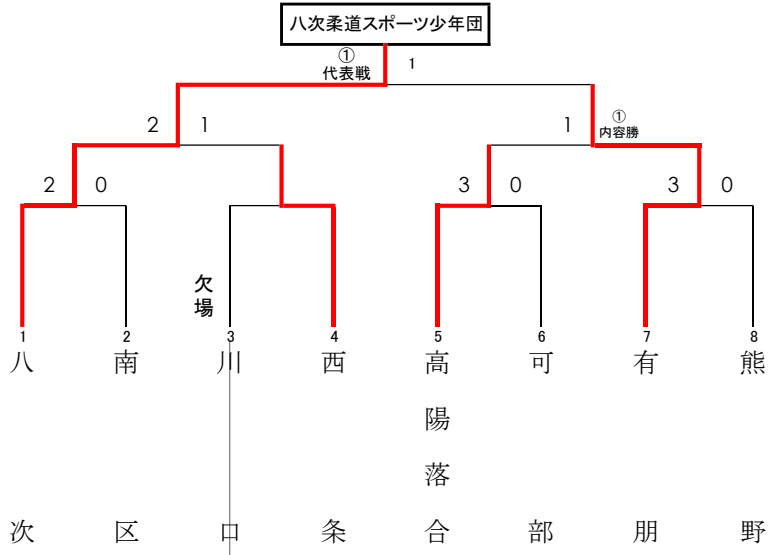 八次柔道スポーツ少年団
①
代表戦
1
2
1
1
①
内容勝
2
0
3
0
3
0
欠場
1
2
3
4
5
6
7
8
八次
南区
川口
西条
高陽落合
可部
有朋
熊野